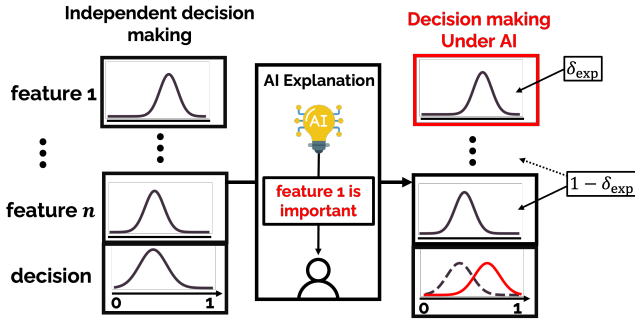 Independent decision
making
Decision making
Under AI
feature 1
AI Explanation
AI
δexp
feature 1 is
important
feature n
1 − δexp
decision
0 1
0 1